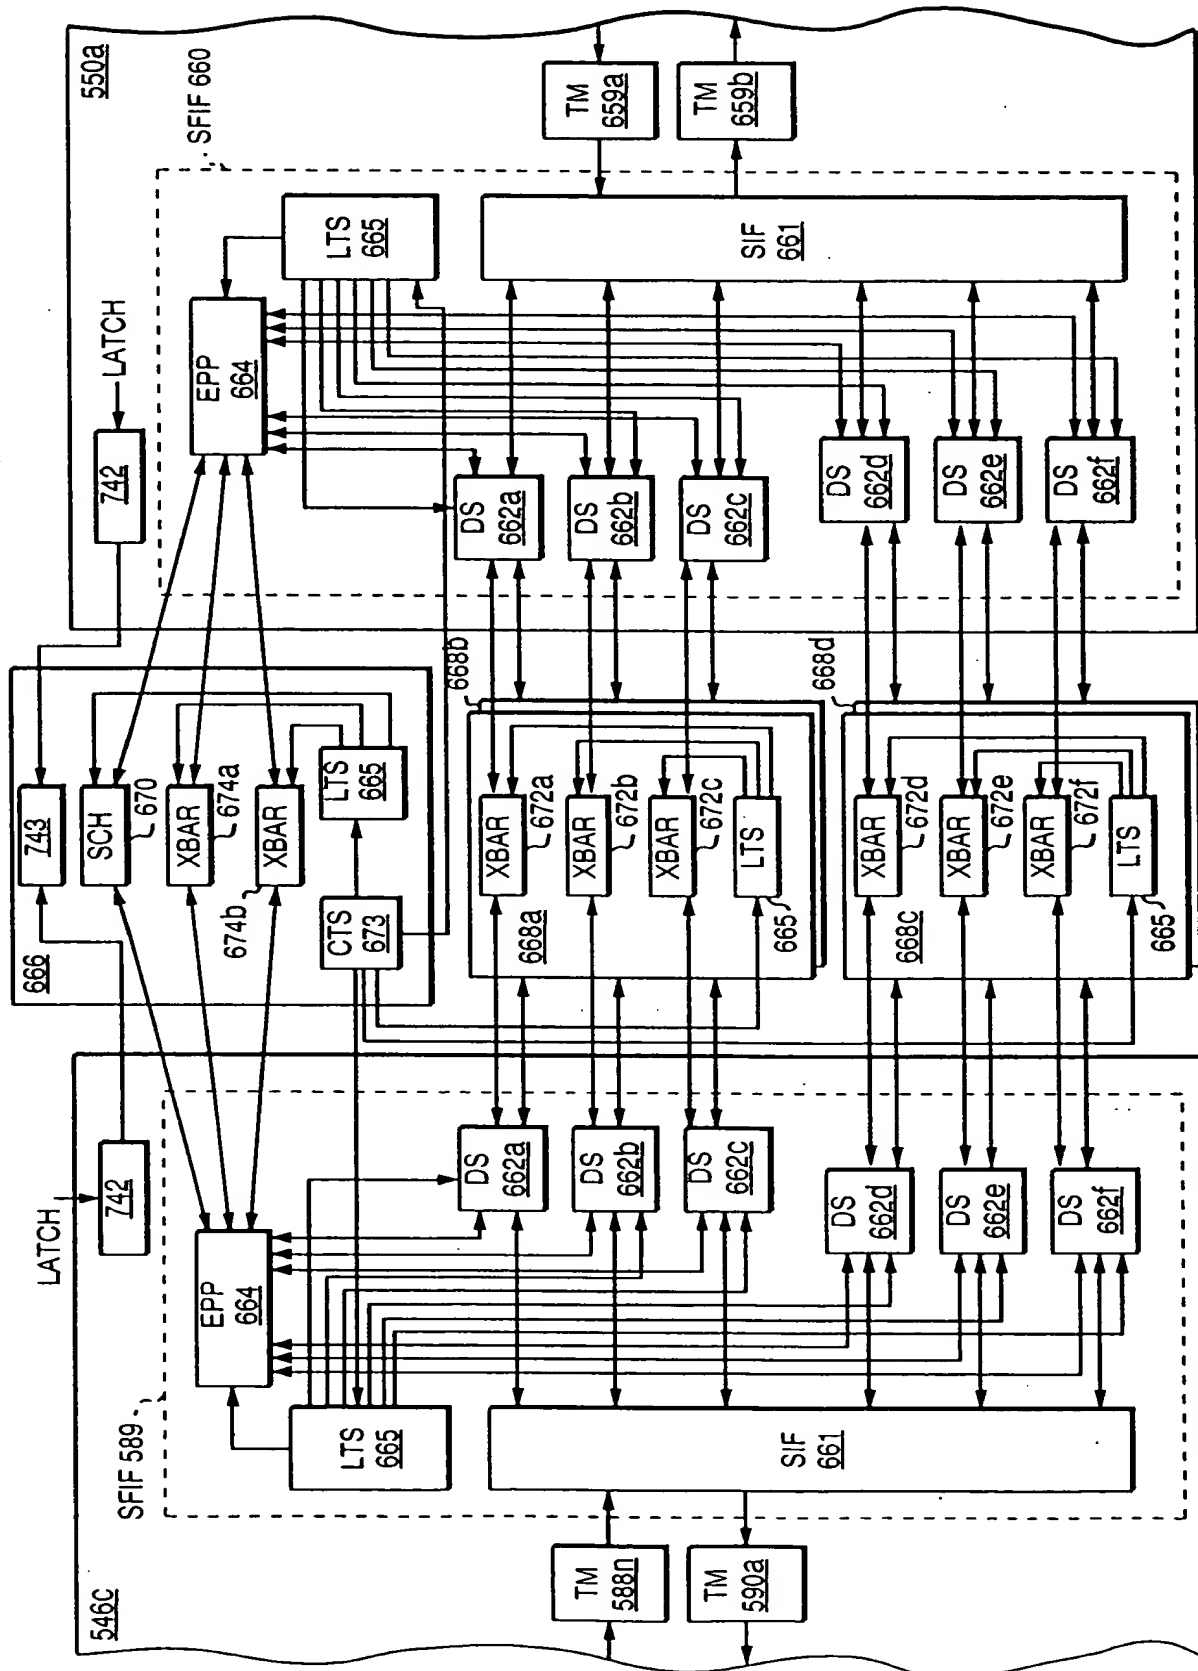 546C
LATCH
742
SFIF 589
EPP
664
LTS
665
TM
588n
TM
590a
SIF
661
DS
662a
DS
662b
DS
662c
DS
662d
DS
662e
DS
662f
666
743
SCH
670
XBAR
674a
XBAR
674b
LTS
665
CTS
673
668a
668b
XBAR
672a
XBAR
672b
XBAR
672c
LTS
665
668c
668d
XBAR
672d
XBAR
672e
XBAR
672f
LTS
665
550a
LATCH
742
SFIF 660
EPP
664
LTS
665
DS
662a
DS
662b
DS
662c
DS
662d
DS
662e
DS
662f
SIF
661
TM
659a
TM
659b